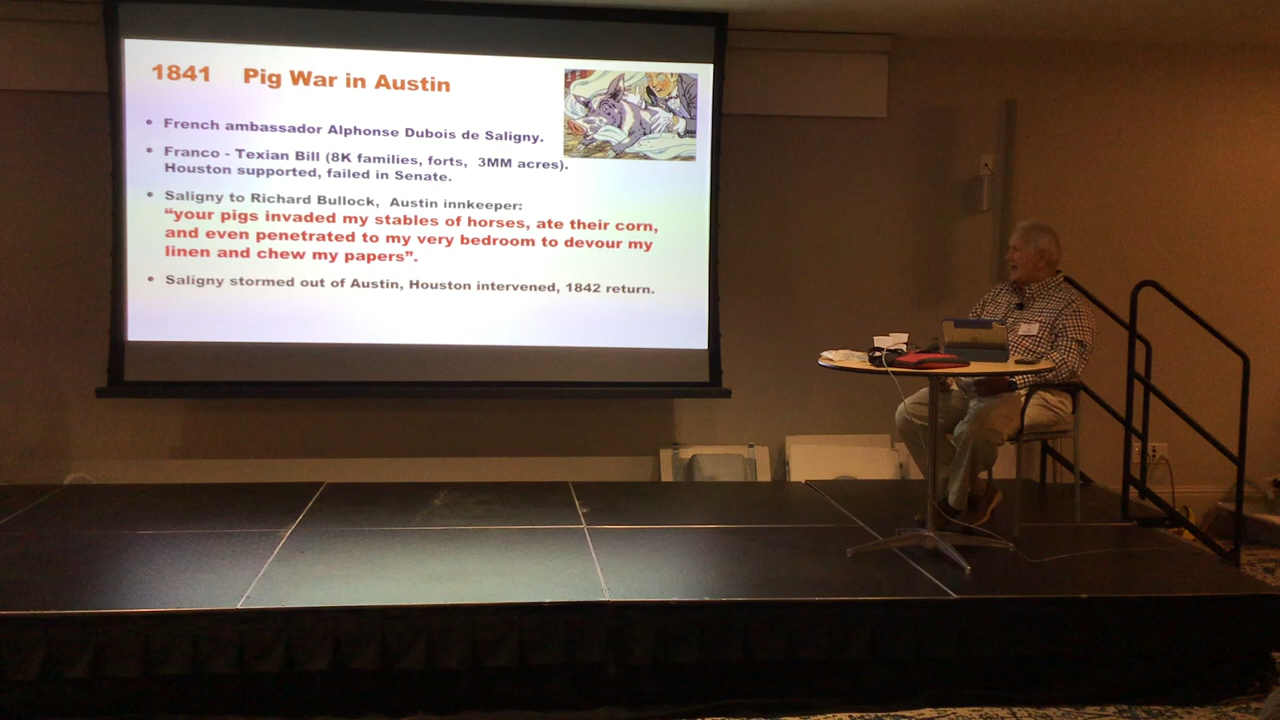 1841 Pig War in Austin
• French ambassador Alphonse Dubois de Saligny.
• Franco - Texian Bill (8K families, forts, 3MM acres).
Houston supported, failed in Senate.
• Saligny to Richard Bullock, Austin innkeeper:
“your pigs invaded my stables of horses, ate their corn,
and even penetrated to my very bedroom to devour my
linen and chew my papers”.
• Saligny stormed out of Austin, Houston intervened, 1842 return.